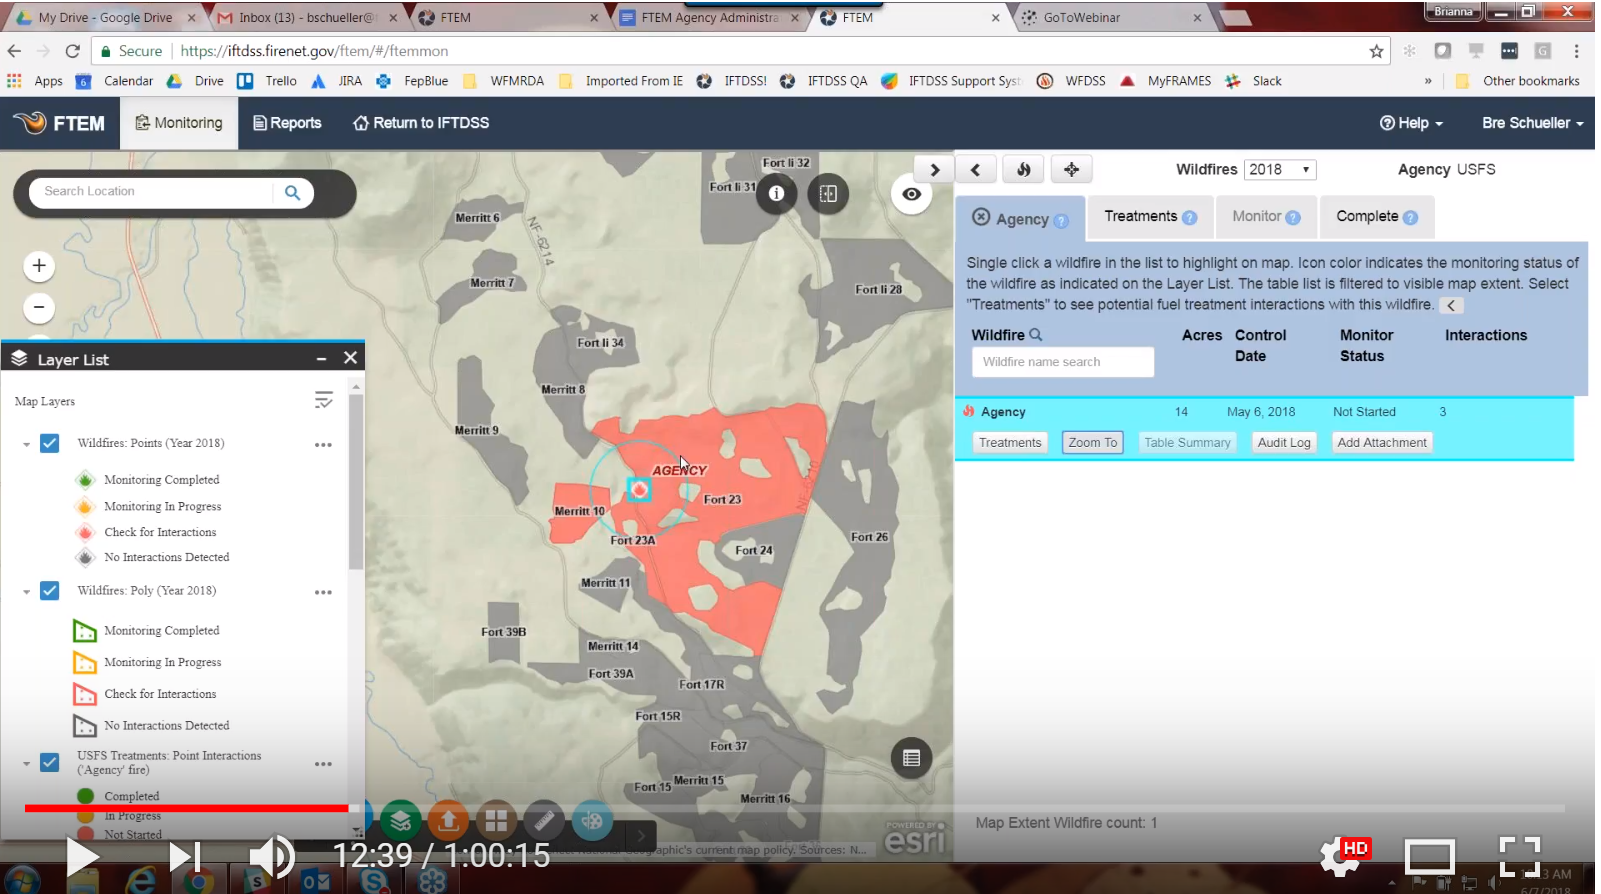 My Drive - Google Drive
Inbox (13) - bschueller@
FTEM
FTEM Agency Administra
FTEM
GoToWebinar
Brianna
Secure https://iftdss.firenet.gov/ftem/#/ftemmon
Apps Calendar Drive Trello JIRA FepBlue WFMRDA Imported From IE IFTDSS! IFTDSS QA IFTDSS Support Syst WFDSS MyFRAMES Slack » Other bookmarks
FTEM Monitoring Reports Return to IFTDSS Help Bre Schueller
Search Location
Wildfires 2018 Agency USFS
Agency ? Treatments ? Monitor ? Complete ?
Single click a wildfire in the list to highlight on map. Icon color indicates the monitoring status of
the wildfire as indicated on the Layer List. The table list is filtered to visible map extent. Select
"Treatments" to see potential fuel treatment interactions with this wildfire.
Wildfire Acres Control Date Monitor Status Interactions
Wildfire name search
Agency 14 May 6, 2018 Not Started 3
Treatments Zoom To Table Summary Audit Log Add Attachment
Map Extent Wildfire count: 1
Layer List
Map Layers
Wildfires: Points (Year 2018)
Monitoring Completed
Monitoring In Progress
Check for Interactions
No Interactions Detected
Wildfires: Poly (Year 2018)
Monitoring Completed
Monitoring In Progress
Check for Interactions
No Interactions Detected
USFS Treatments: Point Interactions
('Agency' fire)
Completed
In Progress
Not Started
Fort li 32
Fort li 31
Merritt 6
NF-6214
Merritt 7
Fort li 28
Fort li 34
Merritt 8
Merritt 9
AGENCY
Fort 23
Merritt 10
Fort 23A
Fort 24
Fort 26
Merritt 11
Fort 39B
Merritt 14
Fort 39A
Fort 17R
Fort 15R
Fort 37
Merritt 15
Fort 15
Merritt 16
POWERED BY
esri
National Geographic's current map policy. Sources: N...
12:39 / 1:00:15
HD
6/7/2018